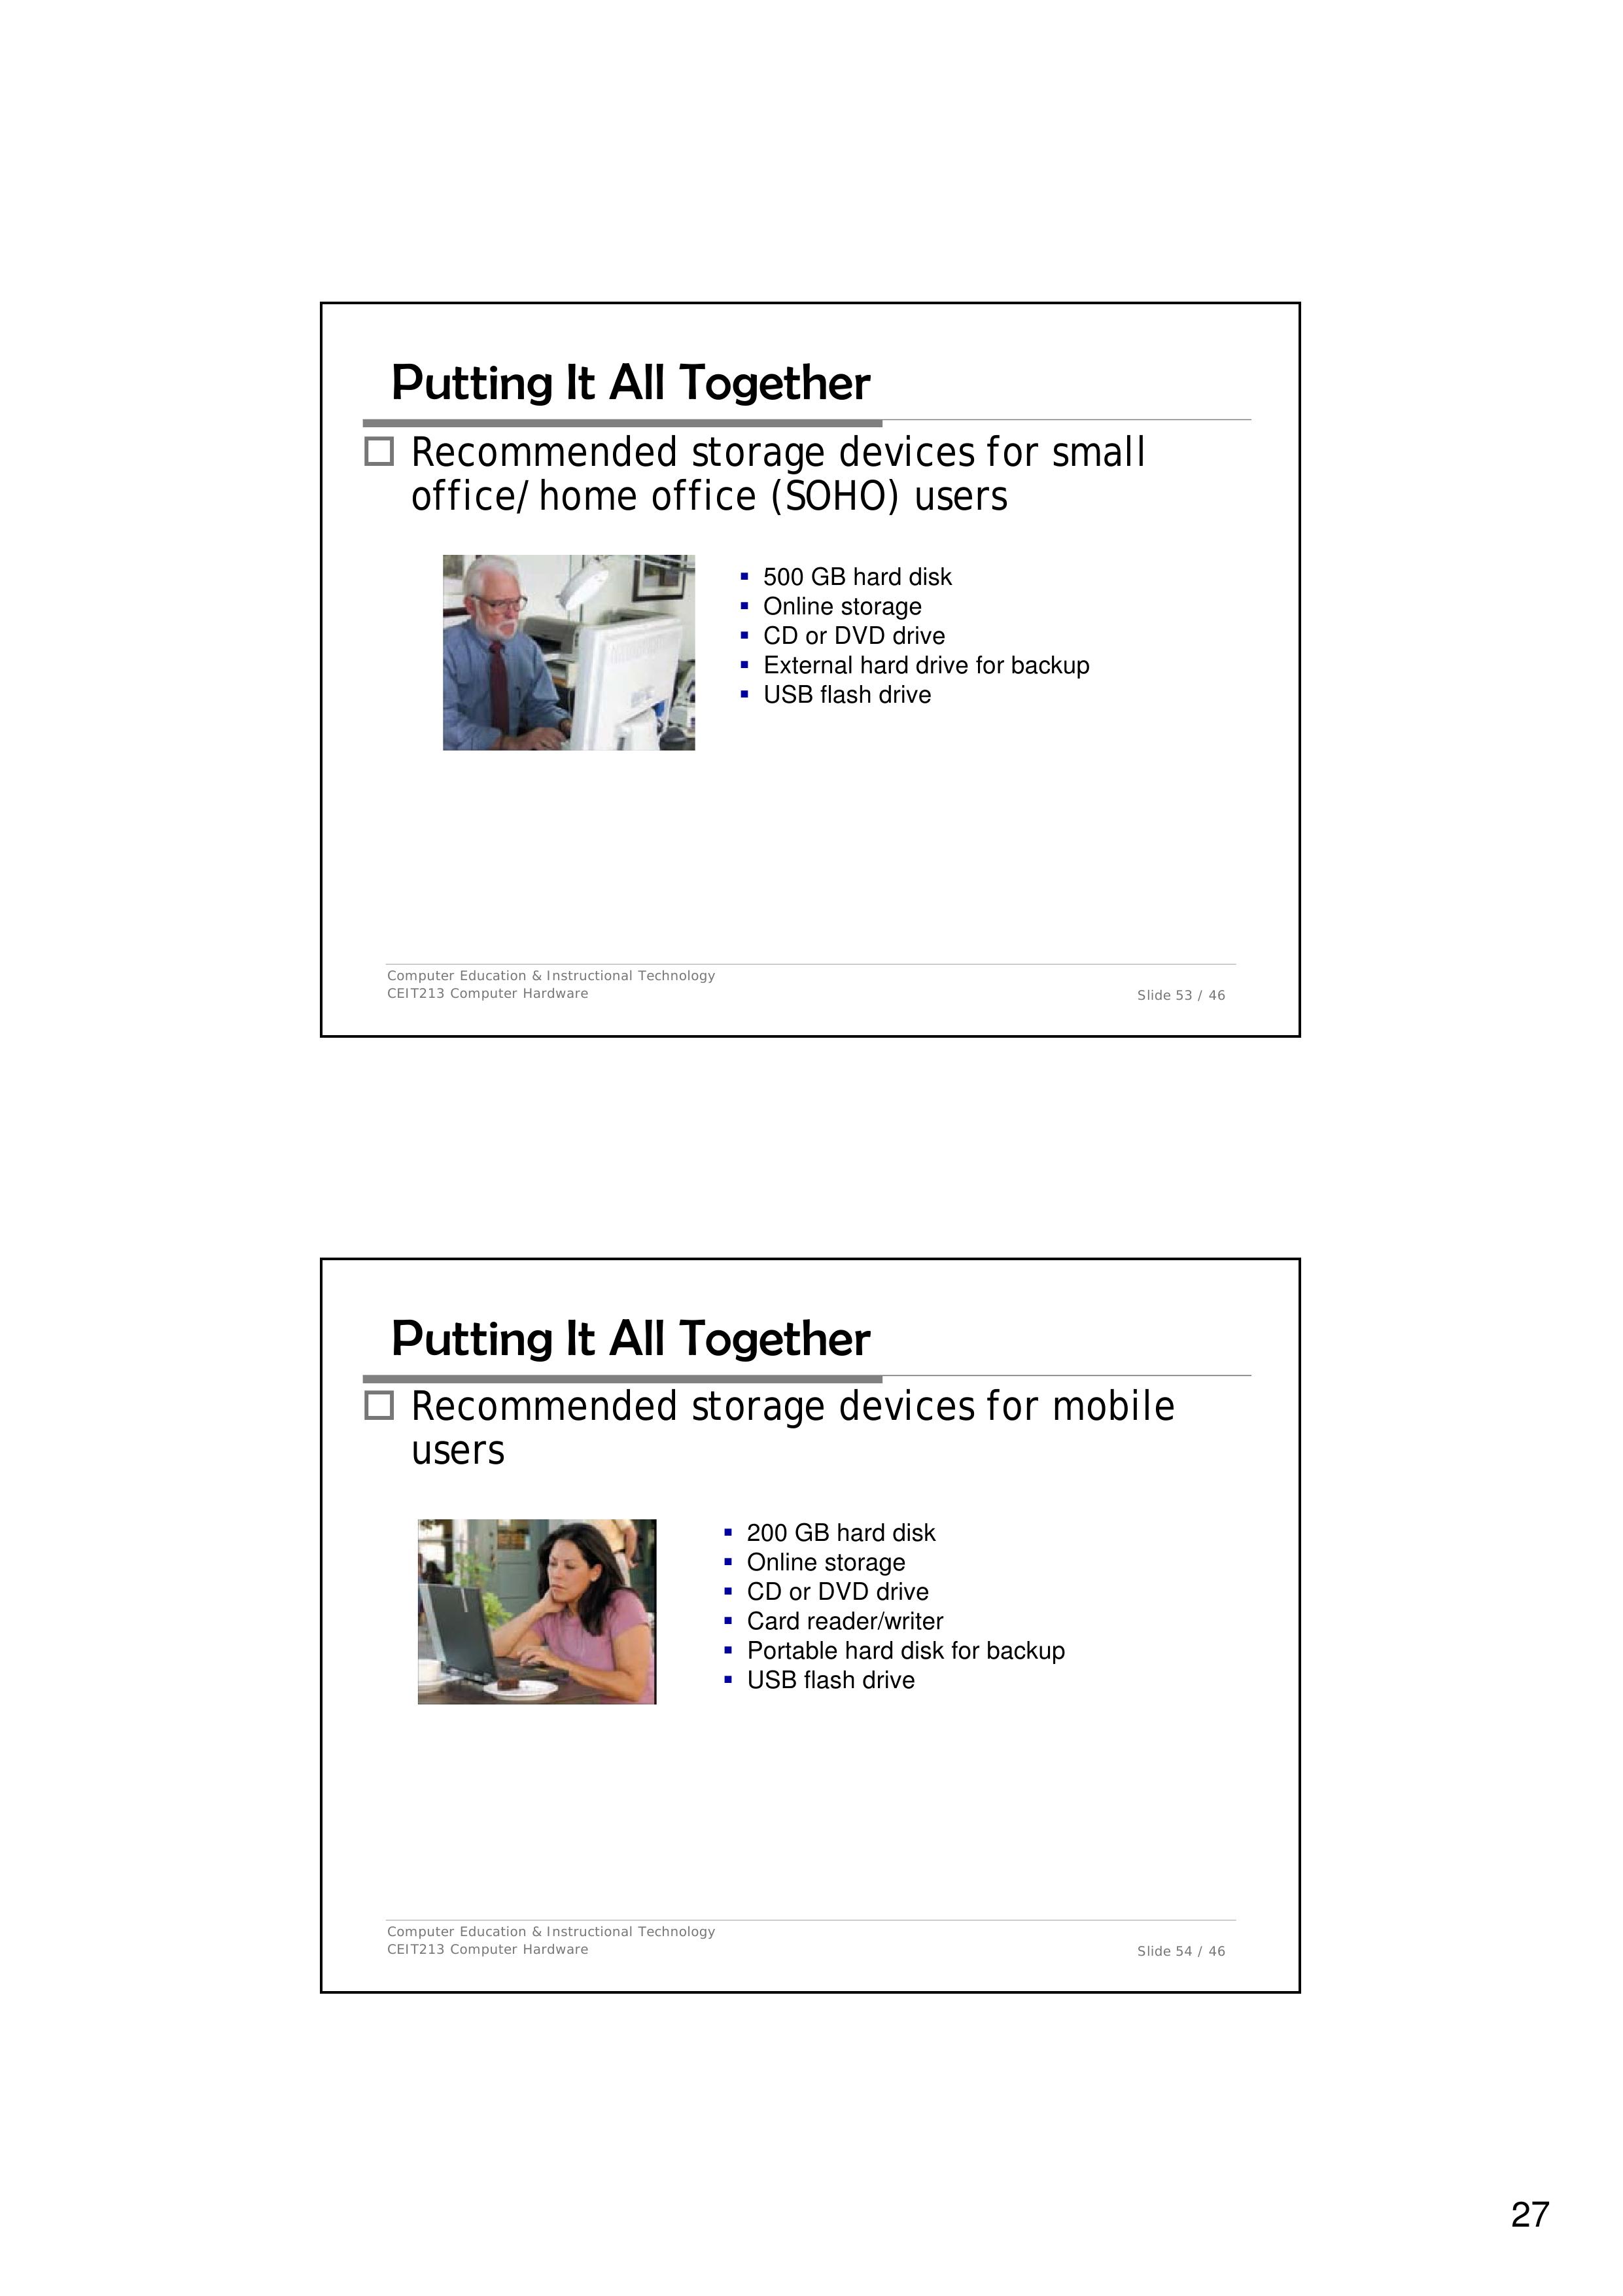 Putting It All Together
Recommended storage devices for small
office/home office (SOHO) users
500 GB hard disk
Online storage
CD or DVD drive
External hard drive for backup
USB flash drive
Computer Education & Instructional Technology
CEIT213 Computer Hardware
Slide 53 / 46
Putting It All Together
Recommended storage devices for mobile
users
200 GB hard disk
Online storage
CD or DVD drive
Card reader/writer
Portable hard disk for backup
USB flash drive
Computer Education & Instructional Technology
CEIT213 Computer Hardware
Slide 54 / 46
27